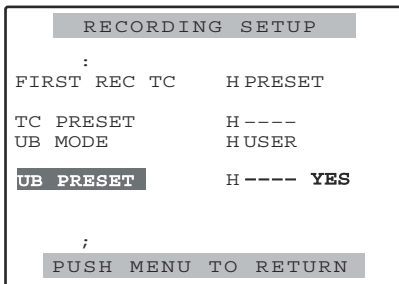 RECORDING SETUP
:
FIRST REC TC H PRESET
TC PRESET H ----
UB MODE H USER
UB PRESET H ---- YES
;
PUSH MENU TO RETURN